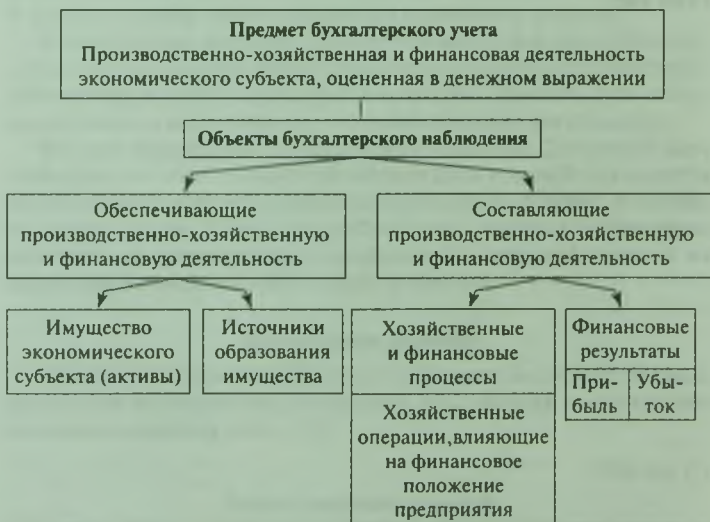 Предмет бухгалтерского учета
Производственно-хозяйственная и финансовая деятельность
экономического субъекта, оцененная в денежном выражении
Объекты бухгалтерского наблюдения
Обеспечивающие
производственно-хозяйственную
и финансовую деятельность
Составляющие
производственно-хозяйственную
и финансовую деятельность
Имущество
экономического
субъекта (активы)
Источники
образования
имущества
Хозяйственные
и финансовые
процессы
Хозяйственные
операции,влияющие
на финансовое
положение
предприятия
Финансовые
результаты
При-
быль
Убы-
ток